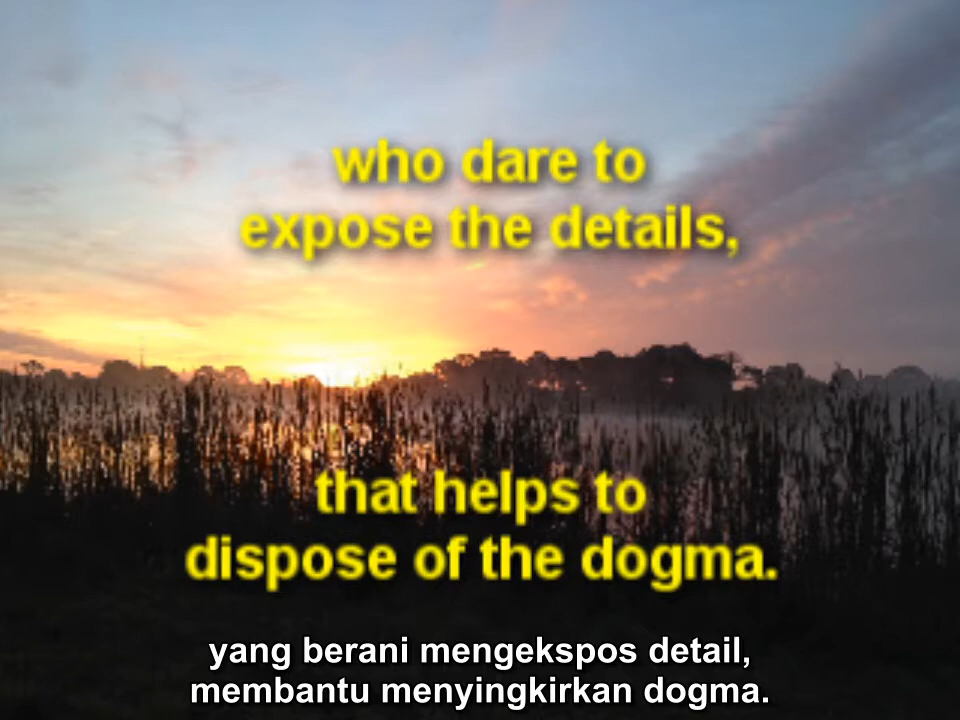 who dare to
expose the details,
that helps to
dispose of the dogma.
yang berani mengekspos detail,
membantu menyingkirkan dogma.